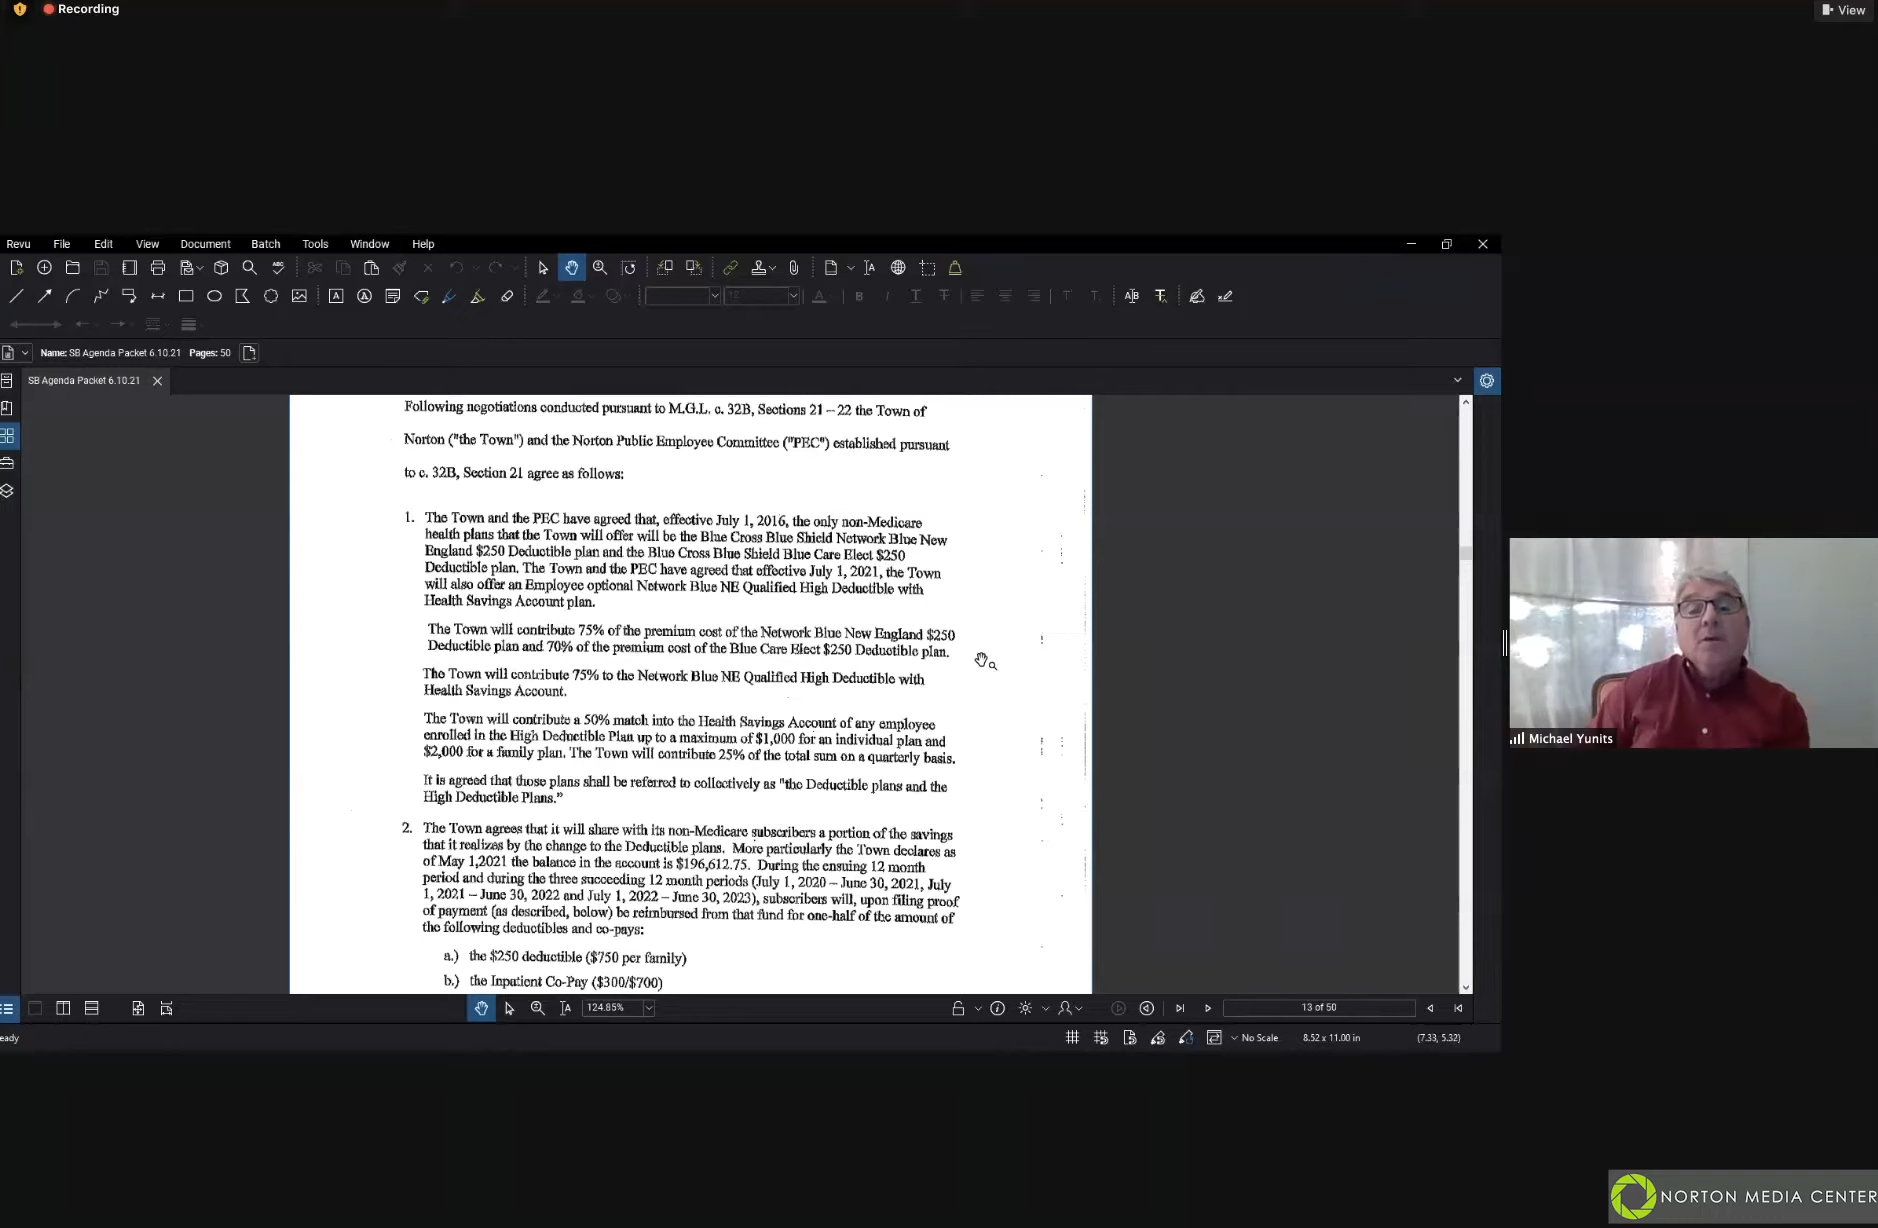 Recording
View
Revu File Edit View Document Batch Tools Window Help
Name: SB Agenda Packet 6.10.21 Pages: 50
SB Agenda Packet 6.10.21
Following negotiations conducted pursuant to M.G.L. c. 32B, Sections 21 – 22 the Town of
Norton ("the Town") and the Norton Public Employee Committee ("PEC") established pursuant
to c. 32B, Section 21 agree as follows:
1. The Town and the PEC have agreed that, effective July 1, 2016, the only non-Medicare
health plans that the Town will offer will be the Blue Cross Blue Shield Network Blue New
England $250 Deductible plan and the Blue Cross Blue Shield Blue Care Elect $250
Deductible plan. The Town and the PEC have agreed that effective July 1, 2021, the Town
will also offer an Employee optional Network Blue NE Qualified High Deductible with
Health Savings Account plan.
The Town will contribute 75% of the premium cost of the Network Blue New England $250
Deductible plan and 70% of the premium cost of the Blue Care Elect $250 Deductible plan.
The Town will contribute 75% to the Network Blue NE Qualified High Deductible with
Health Savings Account.
The Town will contribute a 50% match into the Health Savings Account of any employee
enrolled in the High Deductible Plan up to a maximum of $1,000 for an individual plan and
$2,000 for a family plan. The Town will contribute 25% of the total sum on a quarterly basis.
It is agreed that those plans shall be referred to collectively as "the Deductible plans and the
High Deductible Plans."
2. The Town agrees that it will share with its non-Medicare subscribers a portion of the savings
that it realizes by the change to the Deductible plans. More particularly the Town declares as
of May 1,2021 the balance in the account is $196,612.75. During the ensuing 12 month
period and during the three succeeding 12 month periods (July 1, 2020 – June 30, 2021, July
1, 2021 – June 30, 2022 and July 1, 2022 – June 30, 2023), subscribers will, upon filing proof
of payment (as described, below) be reimbursed from that fund for one-half of the amount of
the following deductibles and co-pays:
a.) the $250 deductible ($750 per family)
b.) the Inpatient Co-Pay ($300/$700)
Michael Yunits
124.85%
13 of 50
eady
No Scale
8.52 x 11.00 in
(7.33, 5.32)
NORTON MEDIA CENTER